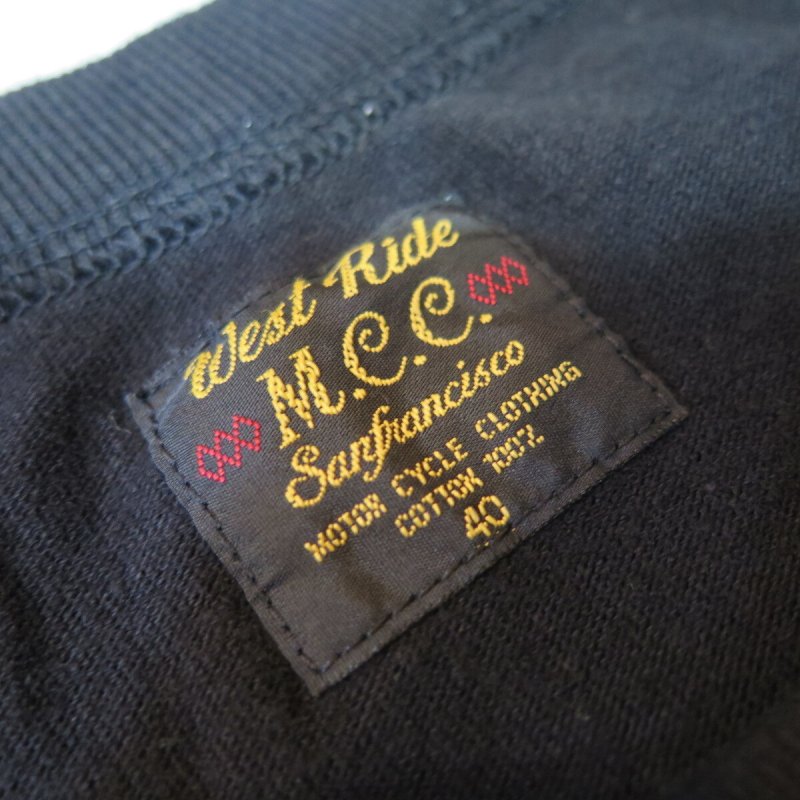 West Ride
M.C.C.
Sanfrancisco
MOTOR CYCLE CLOTHING
COTTON 100%
40